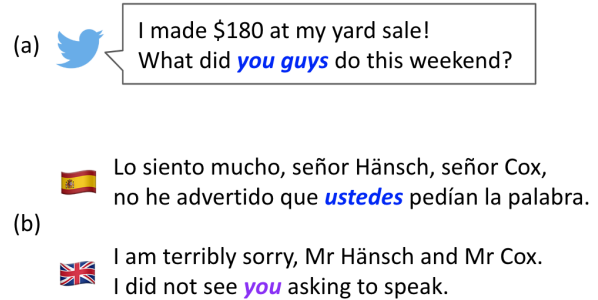 (a)
I made $180 at my yard sale!
What did you guys do this weekend?
(b)
Lo siento mucho, señor Hänsch, señor Cox,
no he advertido que ustedes pedían la palabra.
I am terribly sorry, Mr Hänsch and Mr Cox.
I did not see you asking to speak.